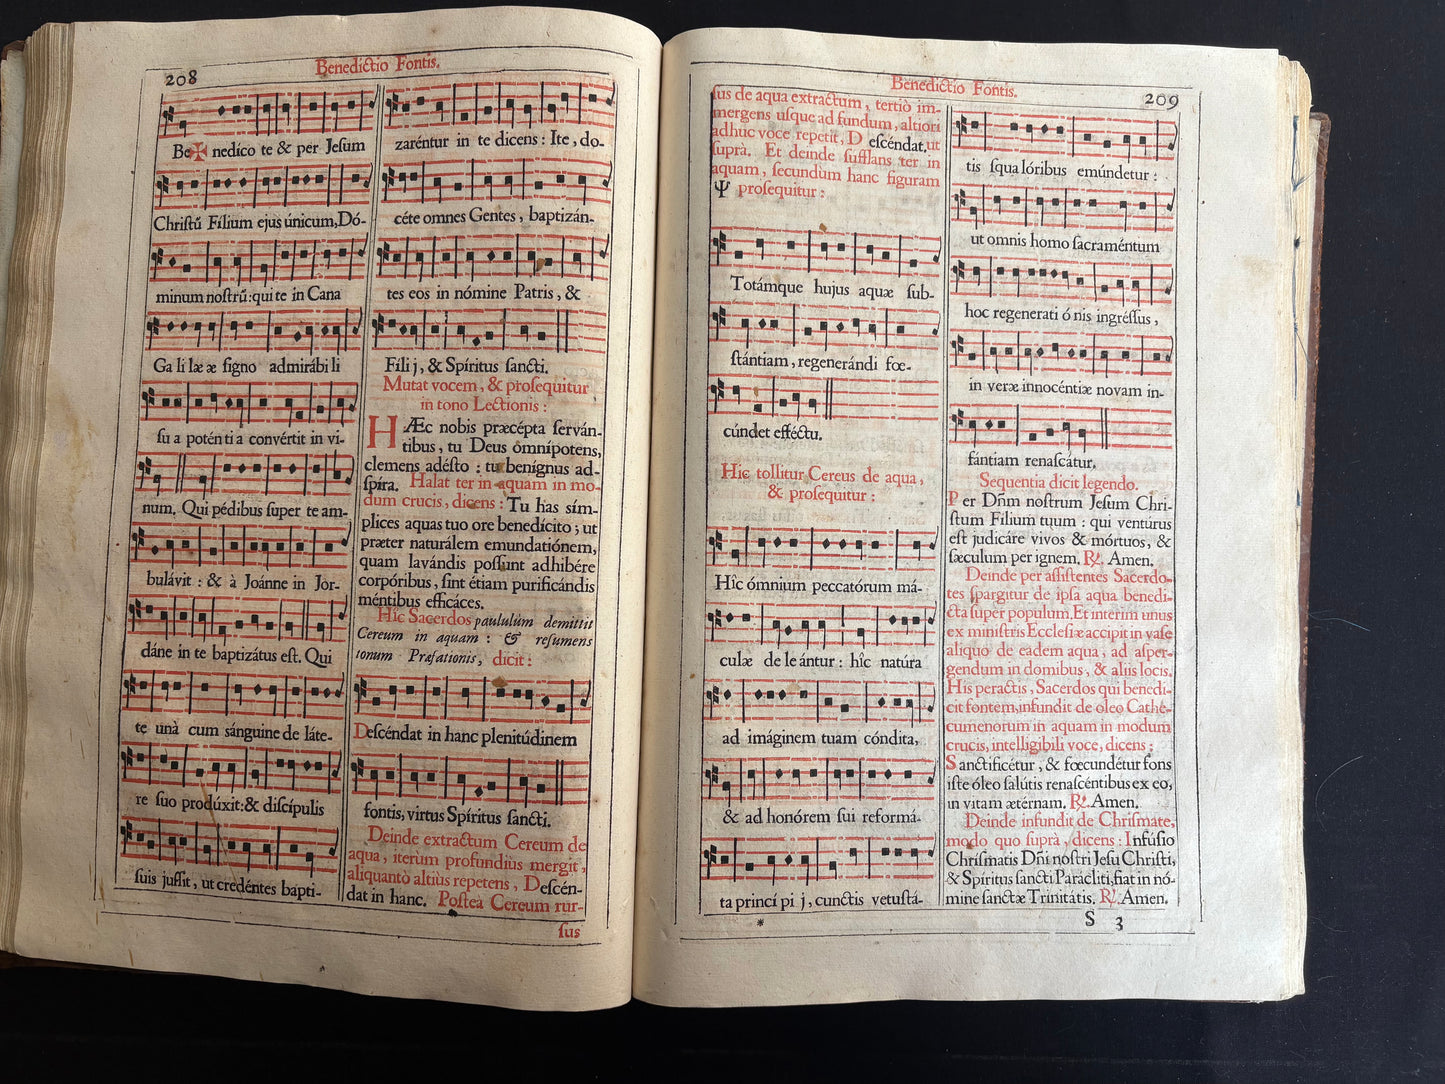 208
Benedictio Fontis.
Be✠nedico te & per Jeſum
Chriſtū Filium ejus únicum, Dó-
minum noſtrū: qui te in Cana
Ga li læ æ ſigno admirábi li
ſu a potén ti a convértit in vi-
num. Qui pédibus ſuper te am-
bulávit : & à Joánne in Jor-
dáne in te baptizátus eſt. Qui
te unà cum sánguine de láte-
re ſuo prodúxit: & diſcípulis
ſuis juſſit, ut credéntes bapti-
zaréntur in te dicens : Ite, do-
céte omnes Gentes, baptizán-
tes eos in nómine Patris, &
Fíli j, & Spíritus ſancti.
Mutat vocem, & proſequitur
in tono Lectionis :
HÆc nobis præcépta ſerván-
tibus, tu Deus ómnípotens,
clemens adéſto : tu benígnus ad-
ſpira. Halat ter in aquam in mo-
dum crucis, dicens : Tu has sím-
plices aquas tuo ore benedícito ; ut
præter naturálem emundatiónem,
quam lavándis poſſunt adhibére
corpóribus, ſint étiam purificándis
méntibus efficáces.
Hîc Sacerdos paululùm demittit
Cereum in aquam : & reſumens
tonum Præfationis, dicit :
Deſcéndat in hanc plenitúdinem
fontis, virtus Spíritus ſancti.
Deinde extractum Cereum de
aqua, iterùm profundiùs mergit,
aliquantò altiùs repetens, Deſcén-
dat in hanc. Poſtea Cereum rur-
ſus
Benedictio Fontis.
209
ſus de aqua extractum, tertiò im-
mergens uſque ad fundum, altiori
adhuc voce repetit, D eſcéndat, ut
ſuprà. Et deinde ſufflans ter in
aquam, ſecundùm hanc figuram
Ψ proſequitur :
Totámque hujus aquæ ſub-
ſtántiam, regenerándi fœ-
cúndet efféctu.
Hîc tollitur Cereus de aqua,
& proſequitur :
Hîc ómnium peccatórum má-
culæ de le ántur : hîc natúra
ad imáginem tuam cóndita,
& ad honórem ſui reformá-
ta princí pi j, cunctis vetuſtá-
tis ſqua lóribus emúndetur :
ut omnis homo ſacraméntum
hoc regenerati ó nis ingréſſus,
in veræ innocéntiæ novam in-
fántiam renaſcátur.
Sequentia dicit legendo.
Per Dñm noſtrum Jeſum Chri-
ſtum Filium tuum : qui ventúrus
eſt judicáre vivos & mórtuos, &
ſæculum per ignem. ℟. Amen.
Deinde per aſſiſtentes Sacerdo-
tes ſpargitur de ipſa aqua benedi-
cta ſuper populum. Et interim unus
ex miniſtris Eccleſiæ accipit in vaſe
aliquo de eadem aqua, ad aſper-
gendum in domibus, & aliis locis.
His peractis, Sacerdos qui benedi-
cit fontem, infundit de oleo Cathe-
cumenorum in aquam in modum
crucis, intelligibili voce, dicens :
Sanctificétur, & fœcundétur fons
iſte óleo ſalútis renaſcéntibus ex eo,
in vitam ætérnam. ℟. Amen.
Deinde infundit de Chriſmate,
modo quo ſuprà, dicens : Infúſio
Chríſmatis Dñi noſtri Jeſu Chriſti,
& Spíritus ſancti Parácliti, fiat in nó-
mine ſanctæ Trinitátis. ℟. Amen.
* S 3